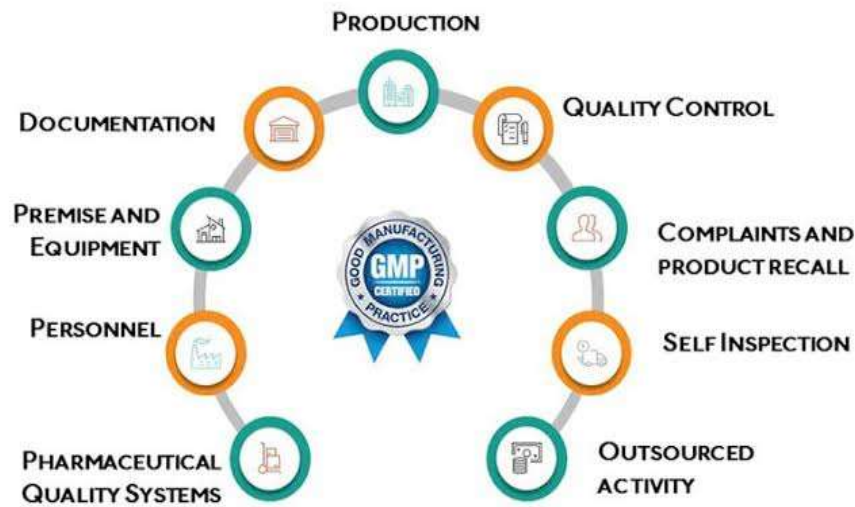 PRODUCTION
DOCUMENTATION
QUALITY CONTROL
PREMISE AND
EQUIPMENT
GOOD MANUFACTURING
GMP
CERTIFIED
PRACTICE
COMPLAINTS AND
PRODUCT RECALL
PERSONNEL
SELF INSPECTION
PHARMACEUTICAL
QUALITY SYSTEMS
OUTSOURCED
ACTIVITY